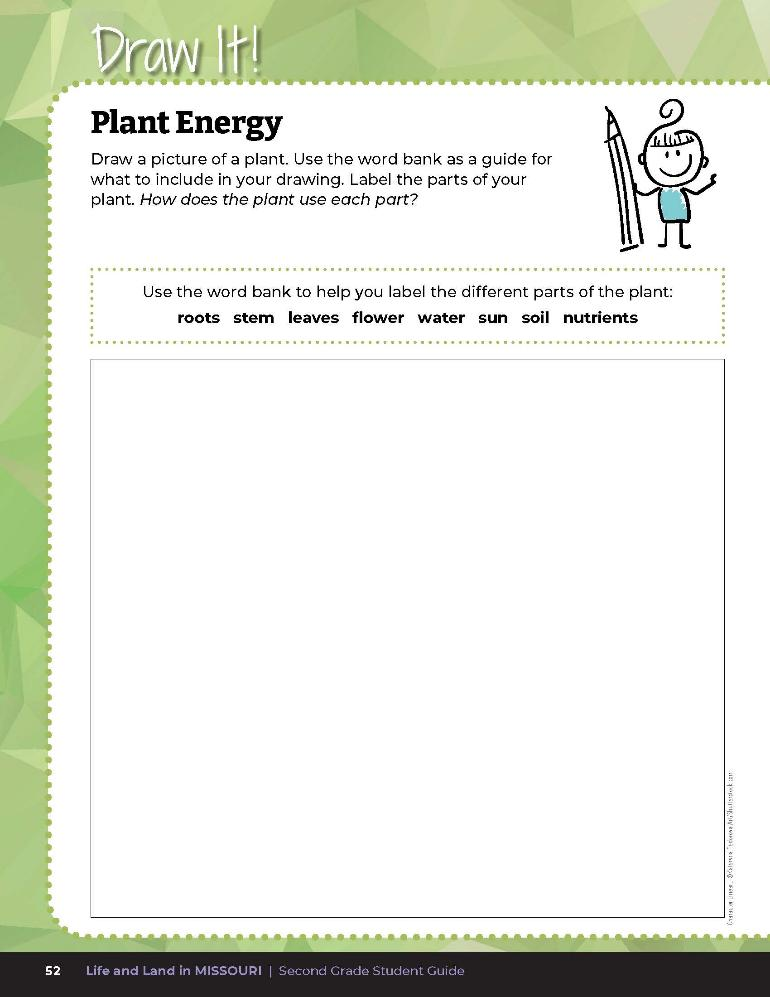 Draw It!
Plant Energy
Draw a picture of a plant. Use the word bank as a guide for
what to include in your drawing. Label the parts of your
plant. How does the plant use each part?
Use the word bank to help you label the different parts of the plant:
roots stem leaves flower water sun soil nutrients
52 Life and Land in MISSOURI | Second Grade Student Guide